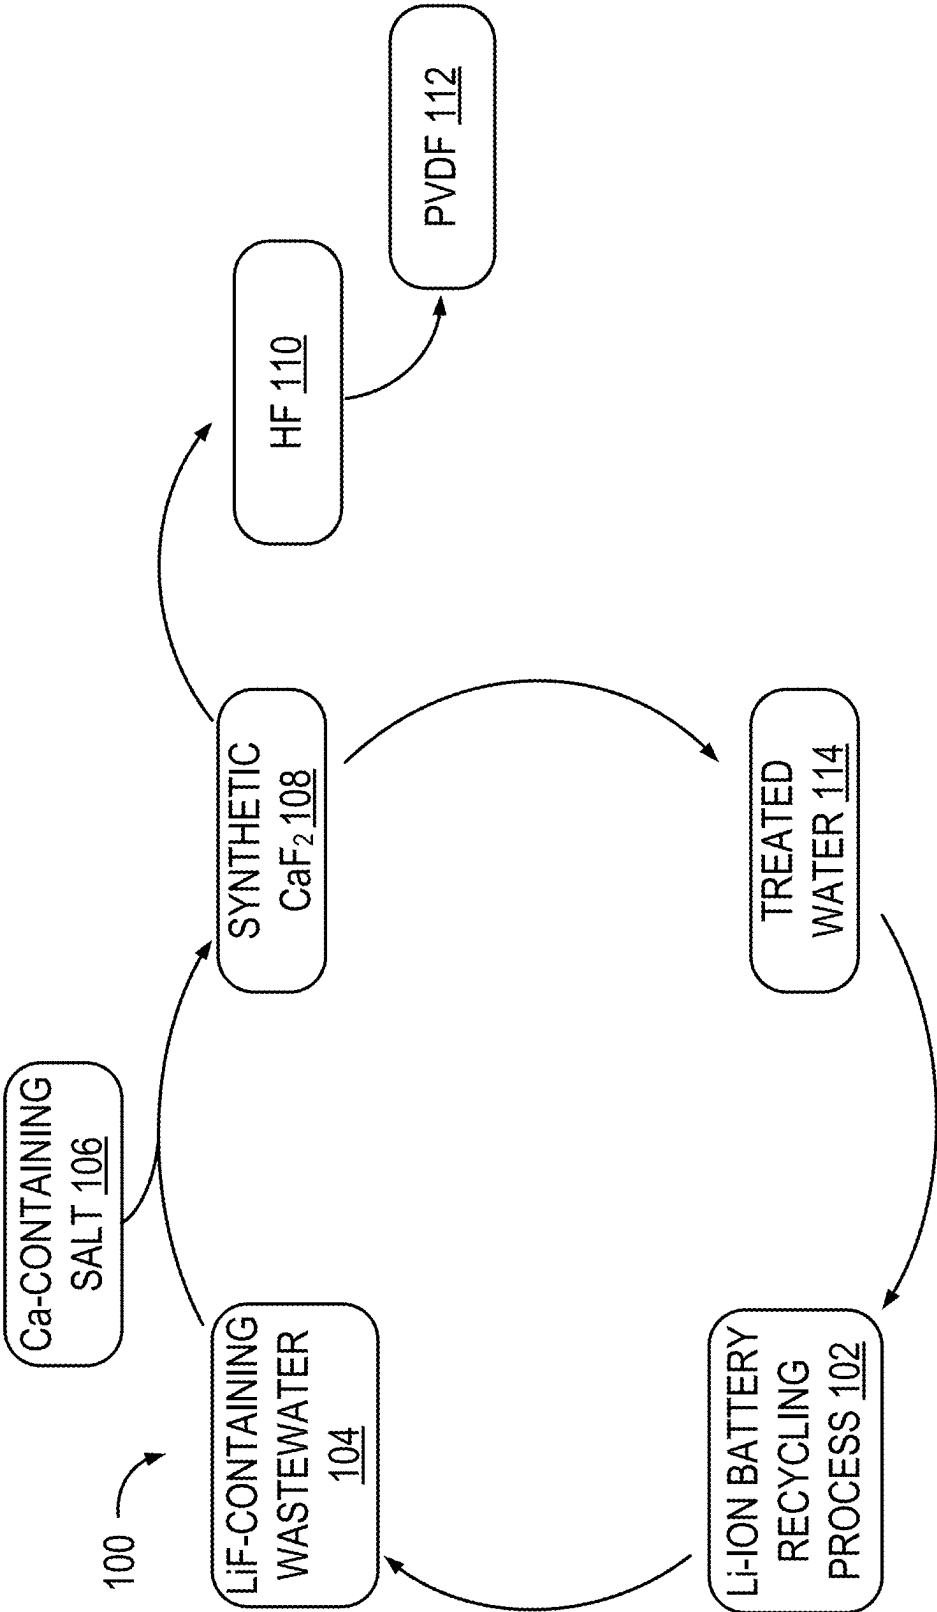 100
Ca-CONTAINING
SALT 106
LiF-CONTAINING
WASTEWATER
104
SYNTHETIC
CaF₂ 108
HF 110
PVDF 112
Li-ION BATTERY
RECYCLING
PROCESS 102
TREATED
WATER 114